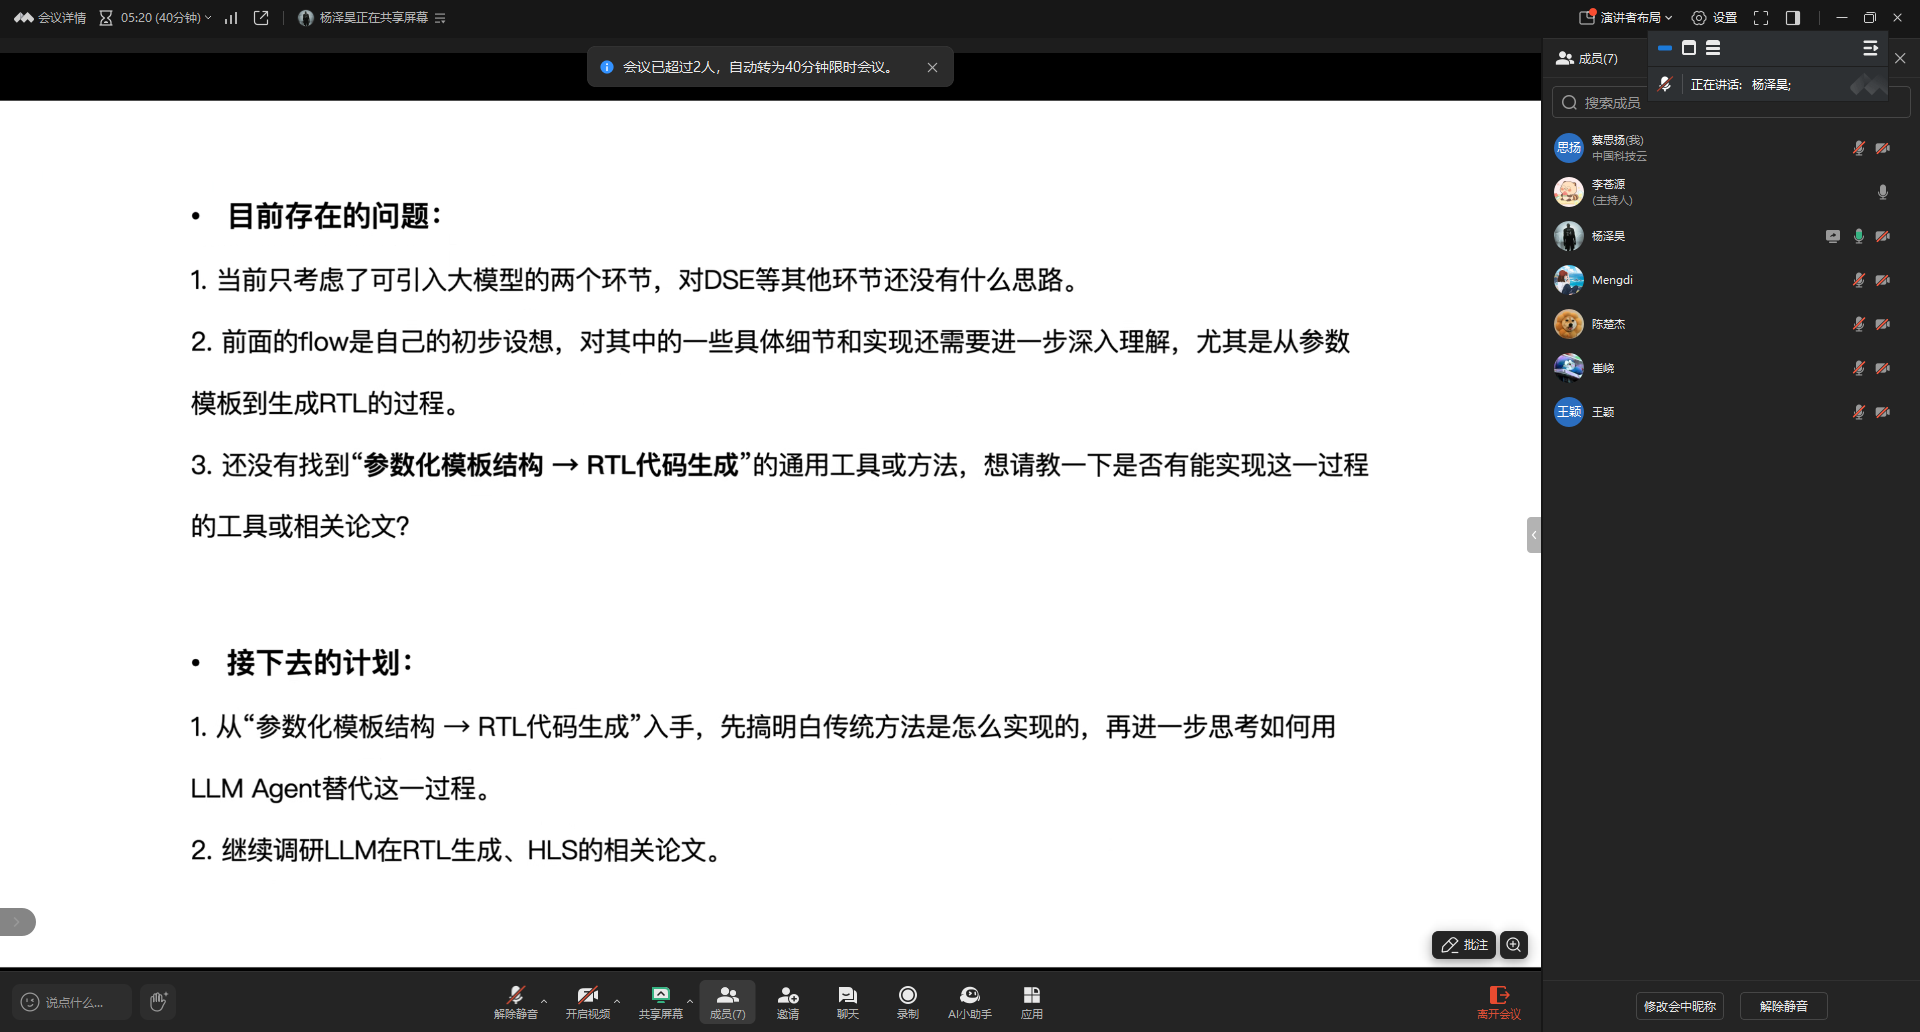 会议详情 05:20 (40分钟) 杨泽昊正在共享屏幕 演讲者布局 设置
会议已超过2人，自动转为40分钟限时会议。
成员(7)
正在讲话: 杨泽昊;
搜索成员
思扬 蔡思扬(我)
中国科技云
李苍源
(主持人)
杨泽昊
Mengdi
陈楚杰
崔峣
王颖 王颖
• 目前存在的问题：
1. 当前只考虑了可引入大模型的两个环节，对DSE等其他环节还没有什么思路。
2. 前面的flow是自己的初步设想，对其中的一些具体细节和实现还需要进一步深入理解，尤其是从参数
模板到生成RTL的过程。
3. 还没有找到“参数化模板结构 → RTL代码生成”的通用工具或方法，想请教一下是否有能实现这一过程
的工具或相关论文?
• 接下去的计划：
1. 从“参数化模板结构 → RTL代码生成”入手，先搞明白传统方法是怎么实现的，再进一步思考如何用
LLM Agent替代这一过程。
2. 继续调研LLM在RTL生成、HLS的相关论文。
批注
说点什么...
解除静音 开启视频 共享屏幕 成员(7) 邀请 聊天 录制 AI小助手 应用 离开会议
修改会中昵称 解除静音